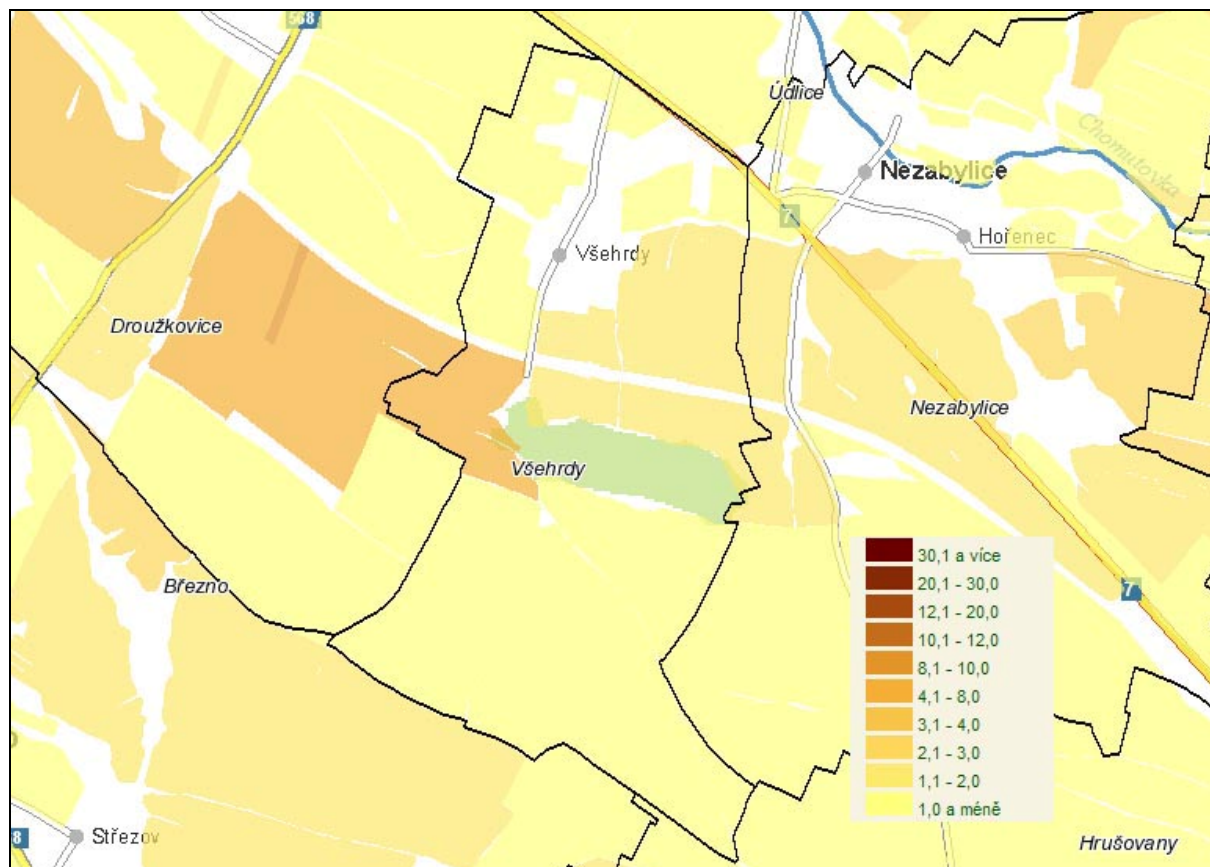 568
Údlice
Nezabylice
Chomutovka
7
Hořenec
Všehrdy
Droužkovice
Nezabylice
Všehrdy
Březno
7
30,1 a více
20,1 - 30,0
12,1 - 20,0
10,1 - 12,0
8,1 - 10,0
4,1 - 8,0
3,1 - 4,0
2,1 - 3,0
1,1 - 2,0
1,0 a méně
8
Střezov
Hrušovany